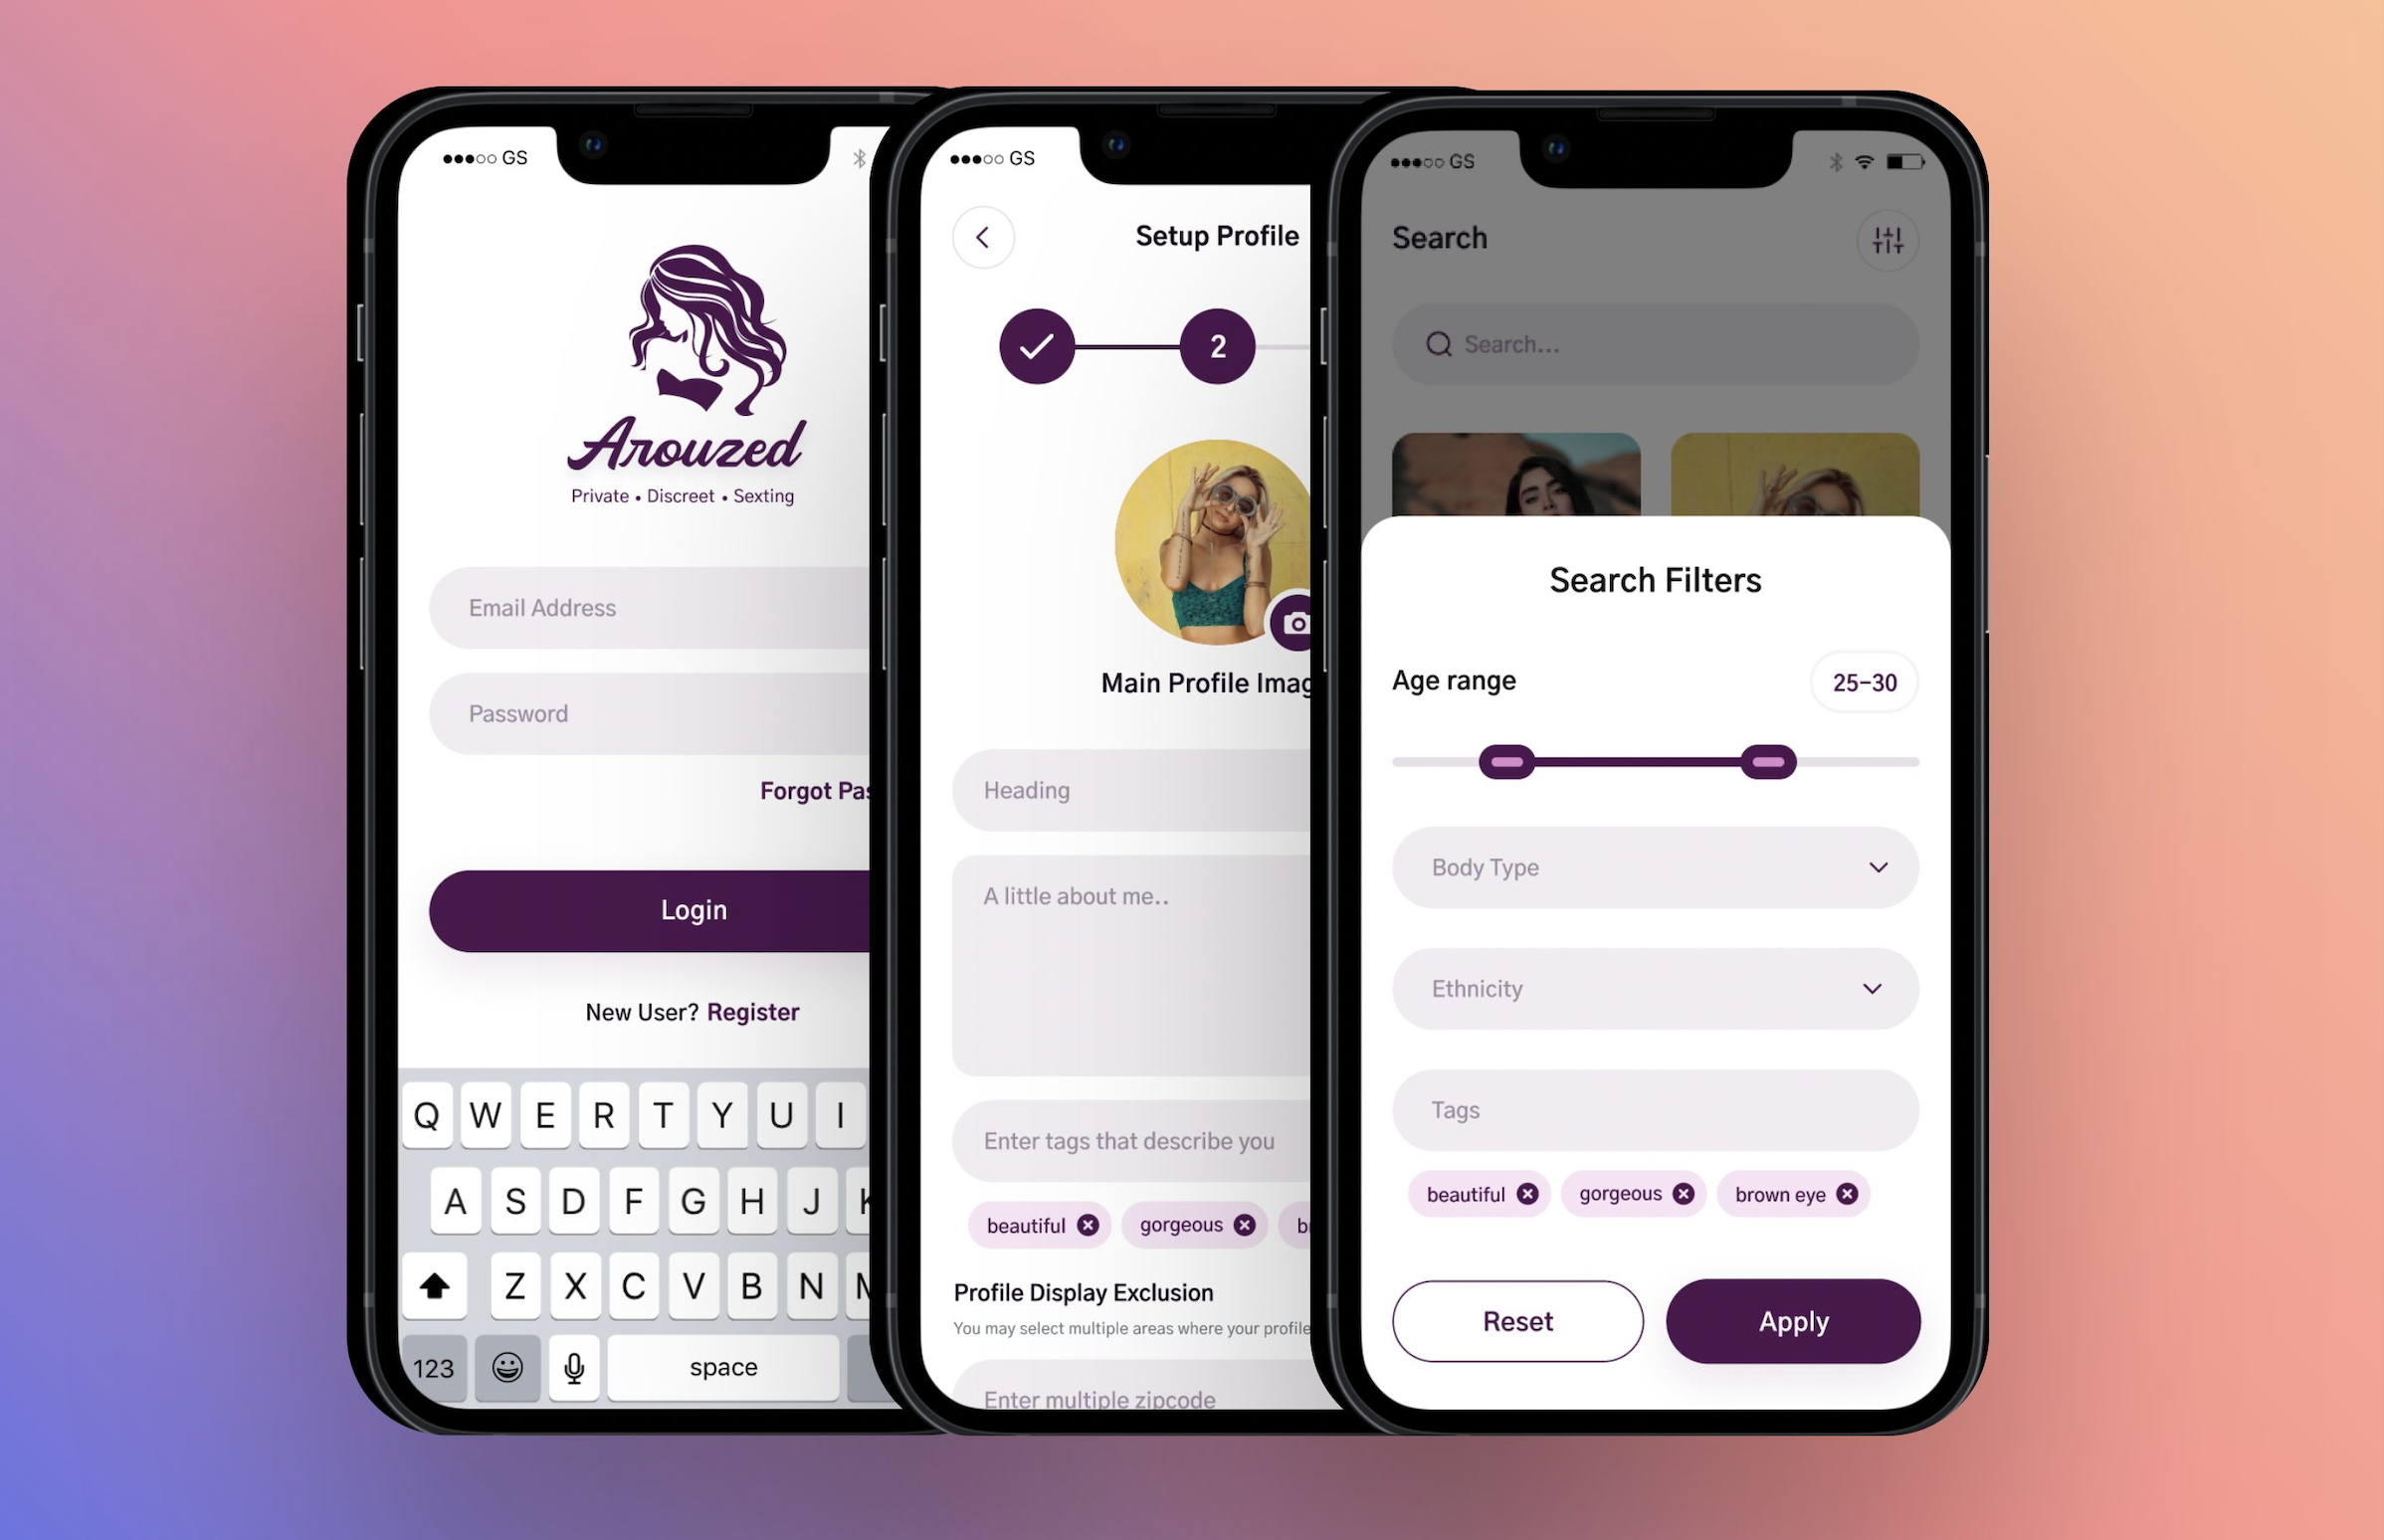 GS
Arouzed
Private • Discreet • Sexting
Email Address
Password
Forgot
Login
New User? Register
Q W E R T Y U I
A S D F G H J K
Z X C V B N M
123
space
GS
Setup Profile
2
Main Profile
Heading
A little about me..
Enter tags that describe you
beautiful
gorgeous
Profile Display Exclusion
You may select multiple areas where your profile
Enter multiple zipcode
GS
Search
Search...
Search Filters
Age range
25-30
Body Type
Ethnicity
Tags
beautiful
gorgeous
brown eye
Reset
Apply